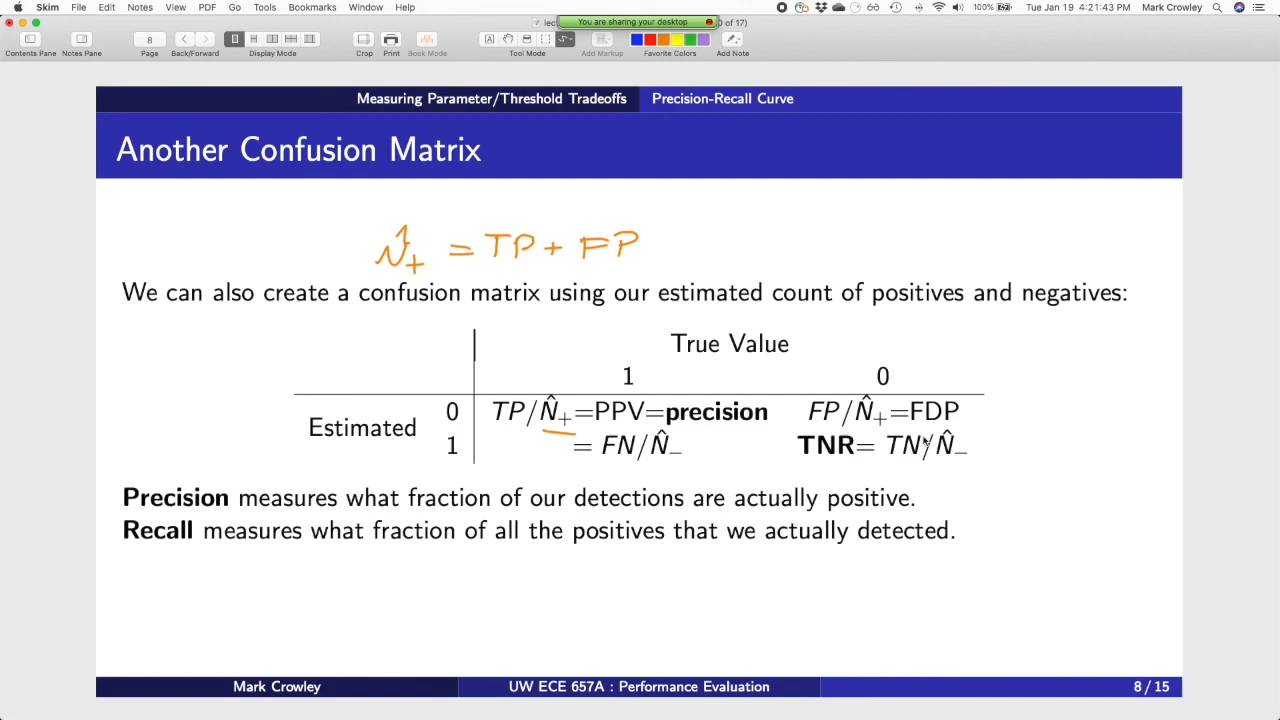 Skim File Edit Notes View PDF Go Tools Bookmarks Window Help 100% Tue Jan 19 4:21:43 PM Mark Crowley
lect You are sharing your desktop of 17)
8
Contents Pane Notes Pane Page Back/Forward Display Mode Crop Print Book Mode Tool Mode Add Markup Favorite Colors Add Note
Measuring Parameter/Threshold Tradeoffs Precision-Recall Curve
Another Confusion Matrix
N̂₊ = TP + FP
We can also create a confusion matrix using our estimated count of positives and negatives:
True Value
1 0
Estimated 0 TP/N̂₊=PPV=precision FP/N̂₊=FDP
1 = FN/N̂₋ TNR= TN/N̂₋
Precision measures what fraction of our detections are actually positive.
Recall measures what fraction of all the positives that we actually detected.
Mark Crowley UW ECE 657A : Performance Evaluation 8 / 15